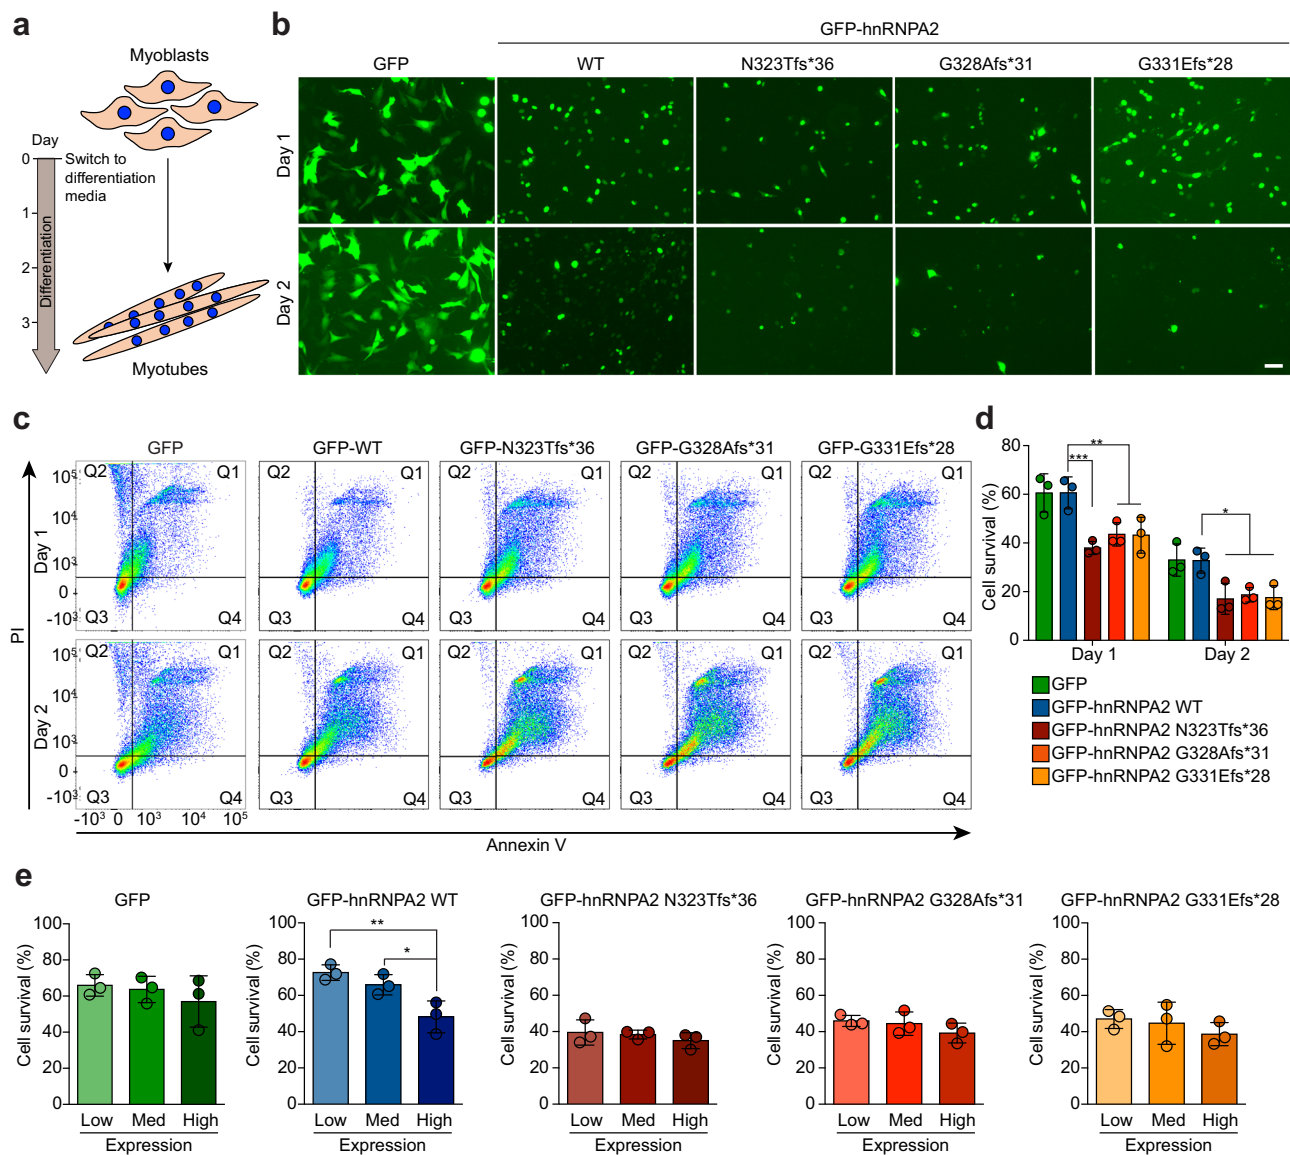 a
Myoblasts
Day
0
Switch to
differentiation
media
1
2
3
Differentiation
Myotubes
b
GFP-hnRNPA2
GFP
WT
N323Tfs*36
G328Afs*31
G331Efs*28
Day 1
Day 2
c
GFP
GFP-WT
GFP-N323Tfs*36
GFP-G328Afs*31
GFP-G331Efs*28
Day 1
Q2 Q1 Q2 Q1 Q2 Q1 Q2 Q1 Q2 Q1
10⁵
10⁴
10³
0
-10³
Q3 Q4 Q3 Q4 Q3 Q4 Q3 Q4 Q3 Q4
PI
Day 2
Q2 Q1 Q2 Q1 Q2 Q1 Q2 Q1 Q2 Q1
10⁵
10⁴
10³
0
-10³
Q3 Q4 Q3 Q4 Q3 Q4 Q3 Q4 Q3 Q4
-10³ 0 10³ 10⁴ 10⁵
Annexin V
d
Cell survival (%)
80
60
40
20
0
***
**
*
Day 1
Day 2
GFP
GFP-hnRNPA2 WT
GFP-hnRNPA2 N323Tfs*36
GFP-hnRNPA2 G328Afs*31
GFP-hnRNPA2 G331Efs*28
e
GFP
Cell survival (%)
100
80
60
40
20
0
Low Med High
Expression
GFP-hnRNPA2 WT
Cell survival (%)
100
80
60
40
20
0
**
*
Low Med High
Expression
GFP-hnRNPA2 N323Tfs*36
Cell survival (%)
100
80
60
40
20
0
Low Med High
Expression
GFP-hnRNPA2 G328Afs*31
Cell survival (%)
100
80
60
40
20
0
Low Med High
Expression
GFP-hnRNPA2 G331Efs*28
Cell survival (%)
100
80
60
40
20
0
Low Med High
Expression